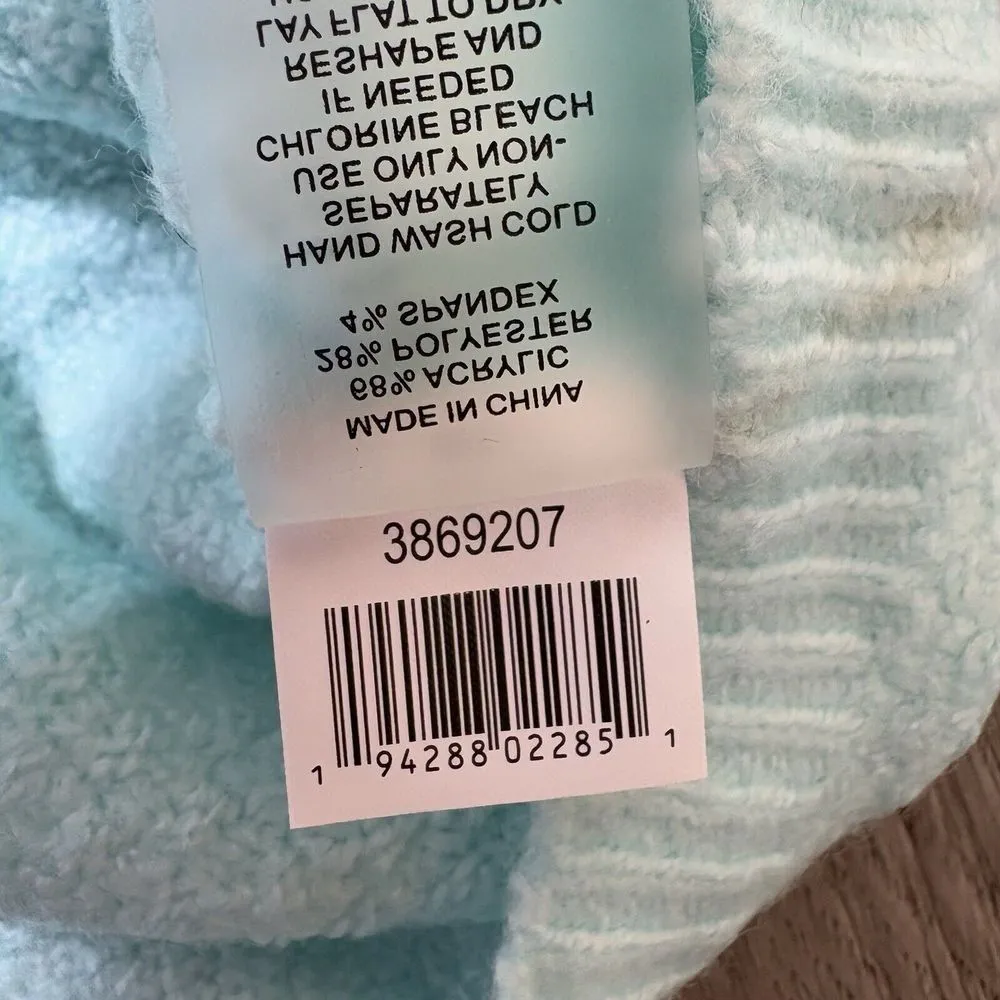 MADE IN CHINA
68% ACRYLIC
28% POLYESTER
4% SPANDEX
HAND WASH COLD
SEPARATELY
USE ONLY NON-
CHLORINE BLEACH
IF NEEDED
RESHAPE AND
LAY FLAT TO DRY
3869207
1 94288 02285 1